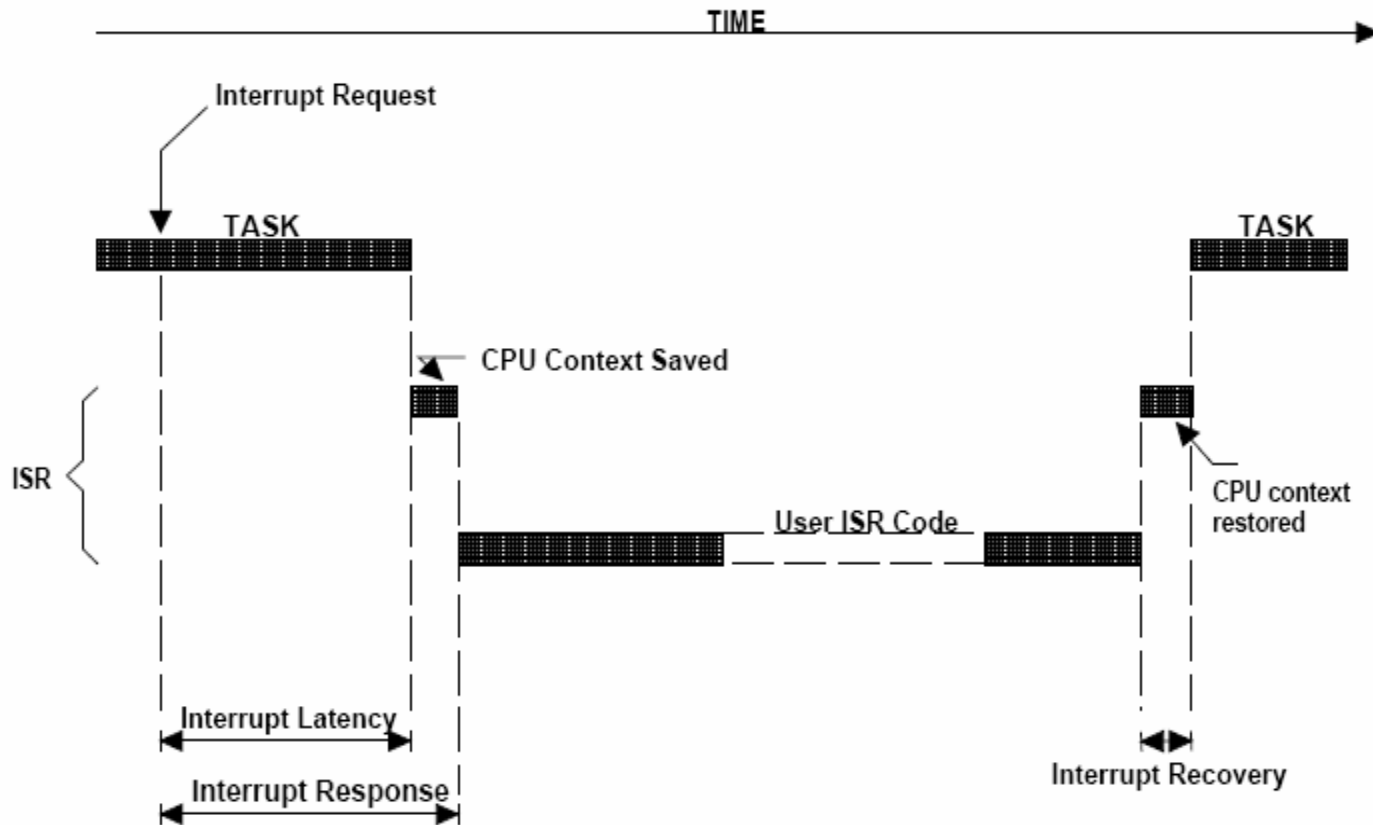 TIME
Interrupt Request
TASK
TASK
CPU Context Saved
ISR
CPU context
restored
User ISR Code
Interrupt Latency
Interrupt Recovery
Interrupt Response